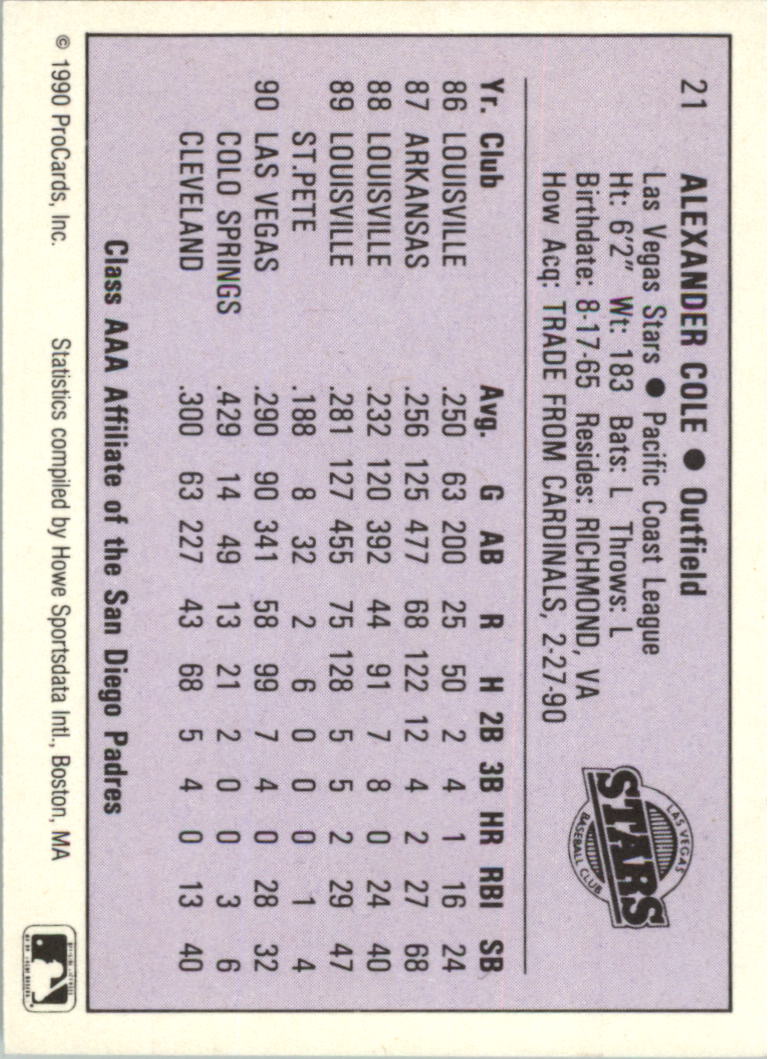 21 ALEXANDER COLE ● Outfield
Las Vegas Stars ● Pacific Coast League
Ht: 6'2" Wt: 183 Bats: L Throws: L
Birthdate: 8-17-65 Resides: RICHMOND, VA
How Acq: TRADE FROM CARDINALS, 2-27-90
LAS VEGAS
STARS
BASEBALL CLUB
Yr. Club Avg. G AB R H 2B 3B HR RBI SB
86 LOUISVILLE .250 63 200 25 50 2 4 1 16 24
87 ARKANSAS .256 125 477 68 122 12 4 2 27 68
88 LOUISVILLE .232 120 392 44 91 7 8 0 24 40
89 LOUISVILLE .281 127 455 75 128 5 5 2 29 47
ST.PETE .188 8 32 2 6 0 0 0 1 4
90 LAS VEGAS .290 90 341 58 99 7 4 0 28 32
COLO SPRINGS .429 14 49 13 21 2 0 0 3 6
CLEVELAND .300 63 227 43 68 5 4 0 13 40
Class AAA Affiliate of the San Diego Padres
© 1990 ProCards, Inc. Statistics compiled by Howe Sportsdata Intl., Boston, MA